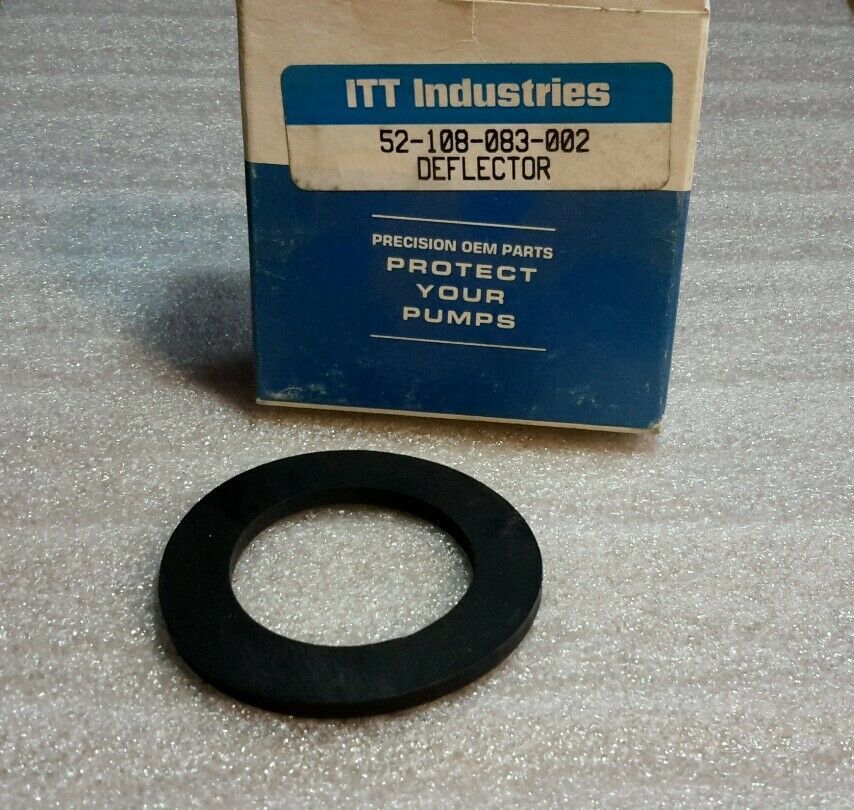 ITT Industries
52-108-083-002
DEFLECTOR
PRECISION OEM PARTS
PROTECT
YOUR
PUMPS